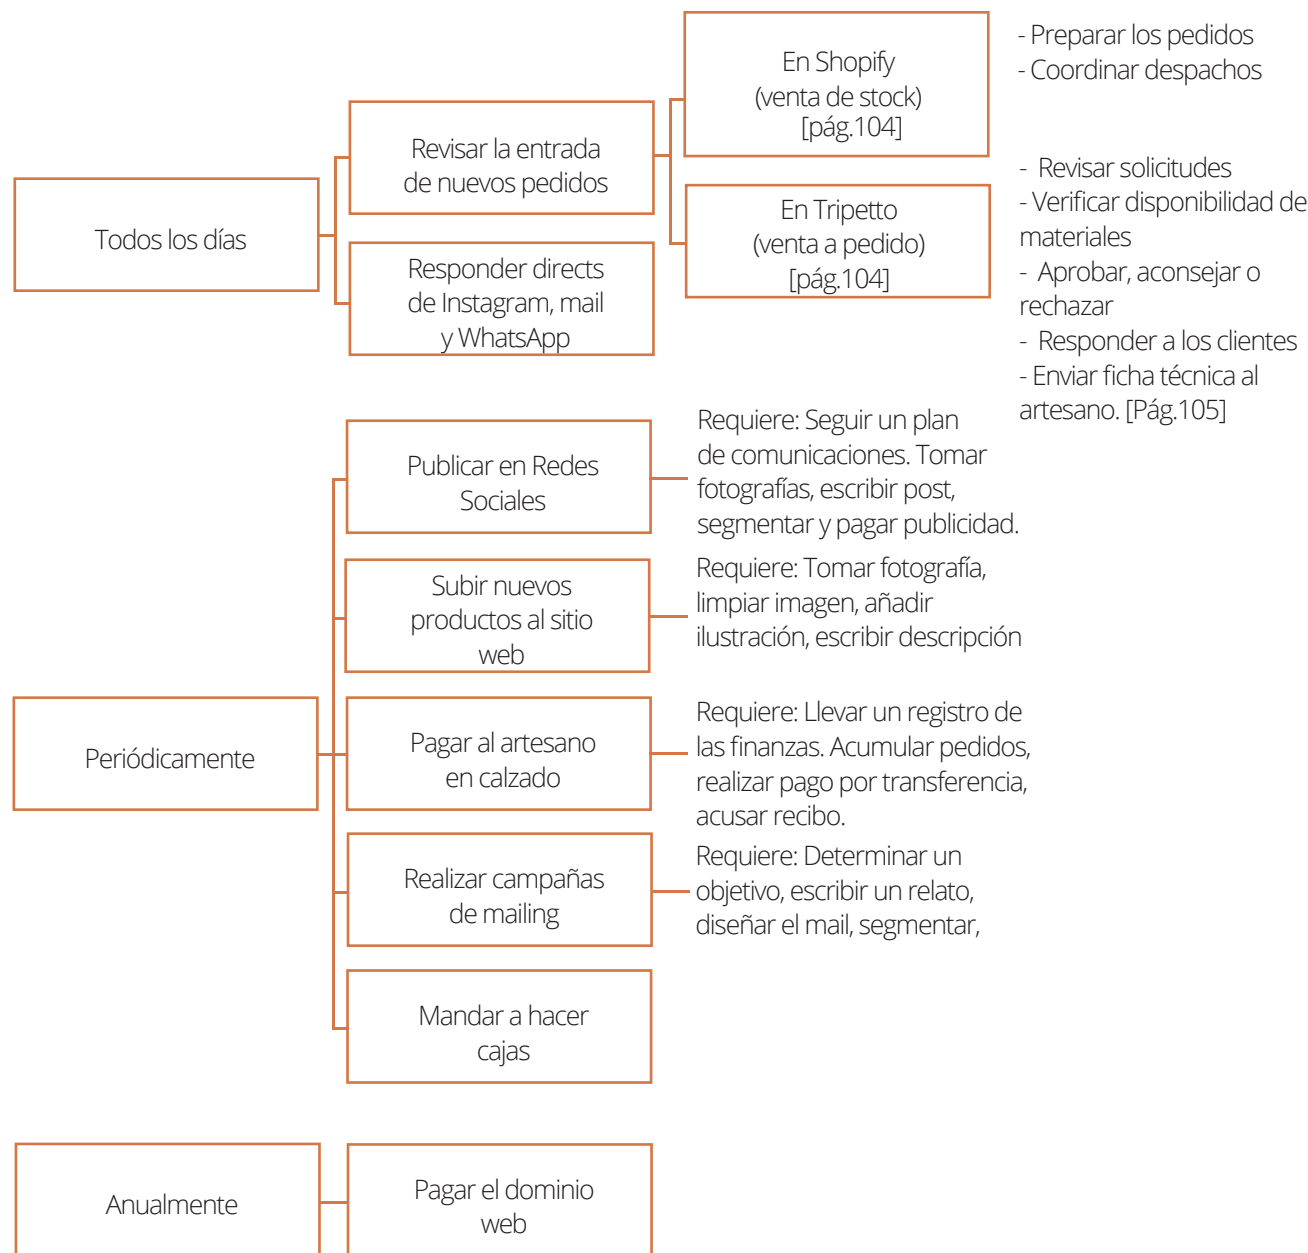 Todos los días
Revisar la entrada
de nuevos pedidos
En Shopify
(venta de stock)
[pág.104]
- Preparar los pedidos
- Coordinar despachos
En Tripetto
(venta a pedido)
[pág.104]
- Revisar solicitudes
- Verificar disponibilidad de
materiales
- Aprobar, aconsejar o
rechazar
- Responder a los clientes
- Enviar ficha técnica al
artesano. [Pág.105]
Responder directs
de Instagram, mail
y WhatsApp
Periódicamente
Publicar en Redes
Sociales
Requiere: Seguir un plan
de comunicaciones. Tomar
fotografías, escribir post,
segmentar y pagar publicidad.
Subir nuevos
productos al sitio
web
Requiere: Tomar fotografía,
limpiar imagen, añadir
ilustración, escribir descripción
Pagar al artesano
en calzado
Requiere: Llevar un registro de
las finanzas. Acumular pedidos,
realizar pago por transferencia,
acusar recibo.
Realizar campañas
de mailing
Requiere: Determinar un
objetivo, escribir un relato,
diseñar el mail, segmentar,
Mandar a hacer
cajas
Anualmente
Pagar el dominio
web